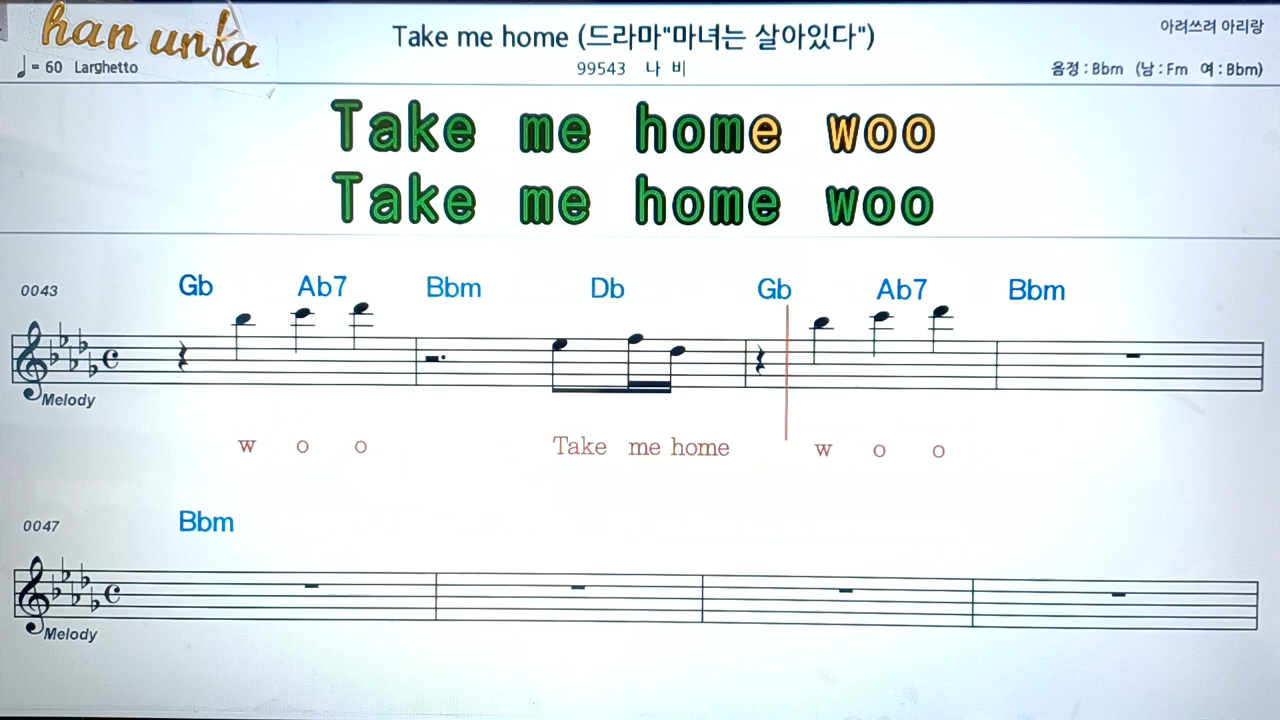 han unfa
Take me home (드라마"마녀는 살아있다")
아려쓰려 아리랑
♩= 60 Larghetto
99543 나 비
음정 : Bbm (남 : Fm 여 : Bbm)
Take me home woo
Take me home woo
0043 Gb Ab7 Bbm Db Gb Ab7 Bbm
Melody
w o o Take me home w o o
0047 Bbm
Melody